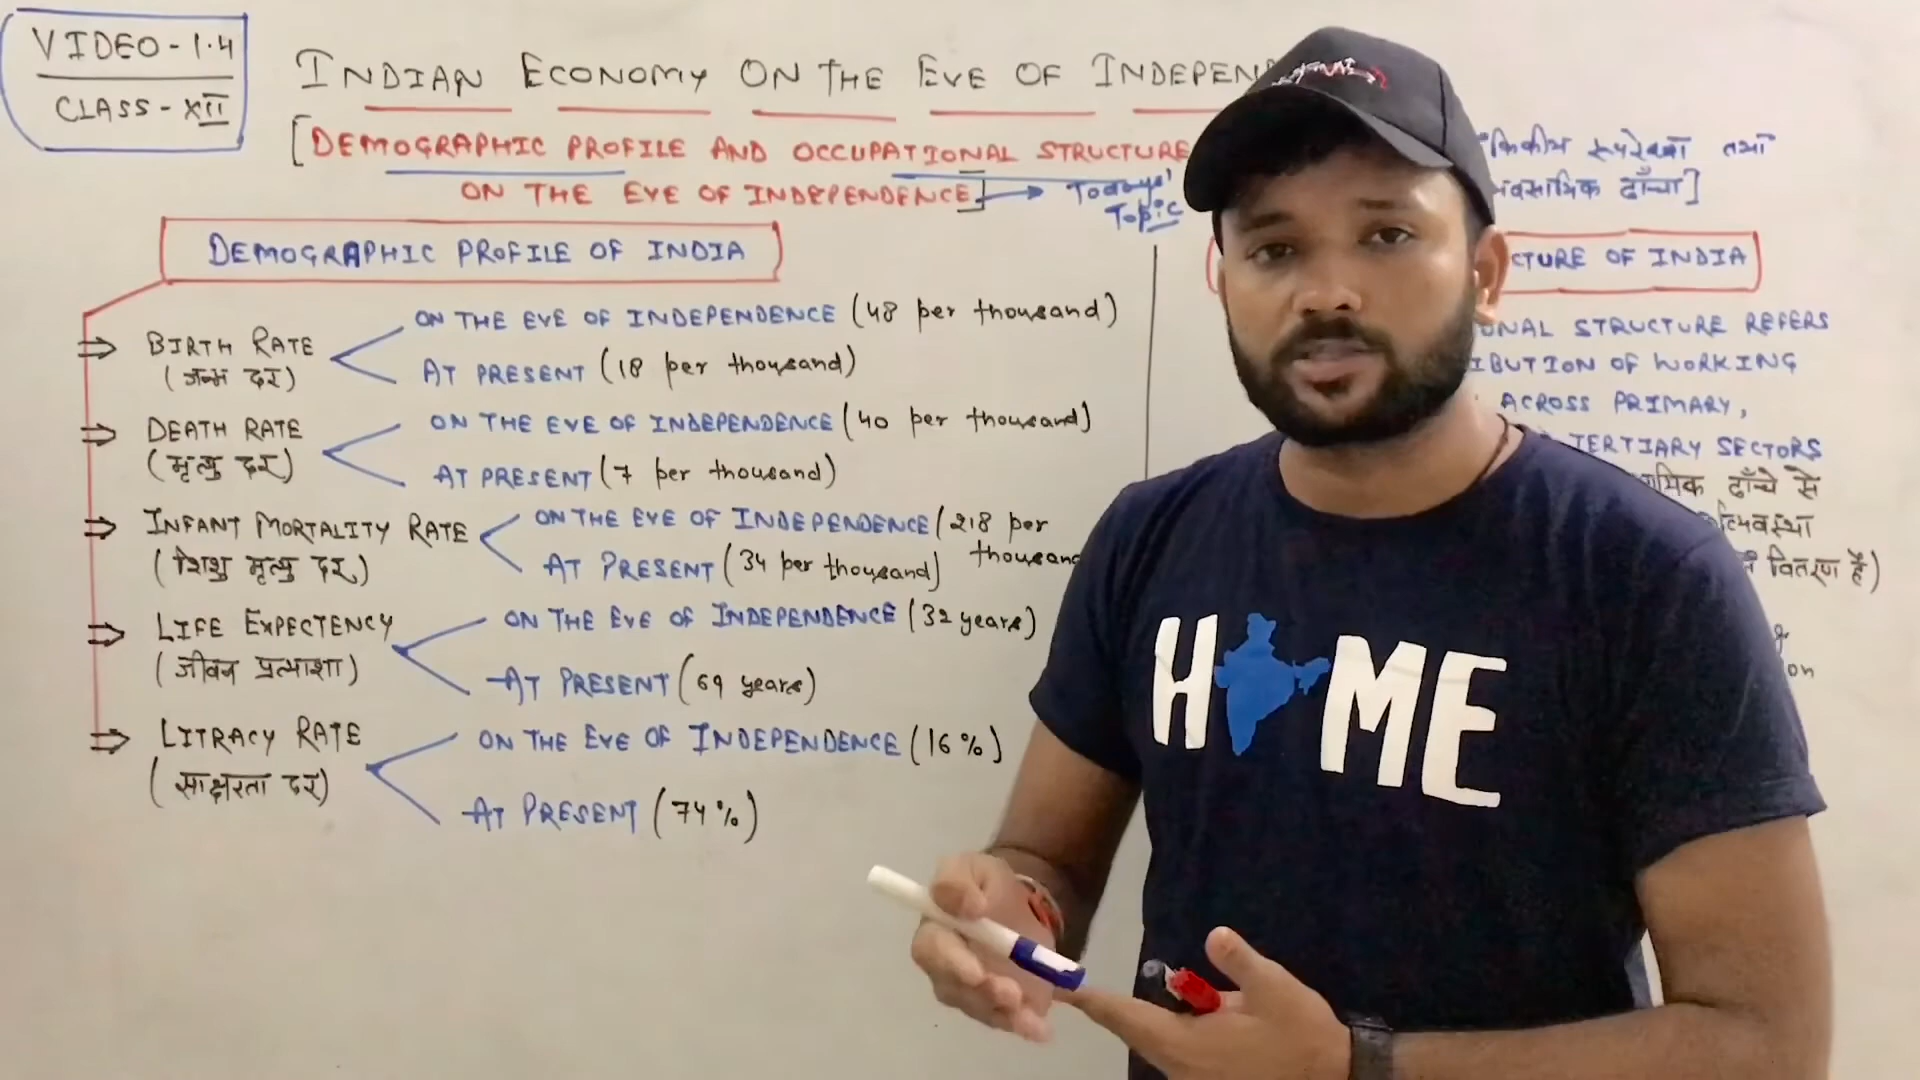 VIDEO-1.4
CLASS-XII
INDIAN ECONOMY ON THE EVE OF INDEPEN
[DEMOGRAPHIC PROFILE AND OCCUPATIONAL STRUCTURE
ON THE EVE OF INDEPENDENCE] → Todays'
Topic
रूपरेखा तथा
ढाँचा]
DEMOGRAPHIC PROFILE OF INDIA
⇒ BIRTH RATE
(जन्म दर)
ON THE EVE OF INDEPENDENCE (48 per thousand)
AT PRESENT (18 per thousand)
⇒ DEATH RATE
(मृत्यु दर)
ON THE EVE OF INDEPENDENCE (40 per thousand)
AT PRESENT (7 per thousand)
⇒ INFANT MORTALITY RATE
(शिशु मृत्यु दर)
ON THE EVE OF INDEPENDENCE (218 per
thousand
AT PRESENT (34 per thousand)
⇒ LIFE EXPECTENCY
(जीवन प्रत्याशा)
ON THE EVE OF INDEPENDENCE (32 years)
AT PRESENT (69 years)
⇒ LITRACY RATE
(साक्षरता दर)
ON THE EVE OF INDEPENDENCE (16%)
AT PRESENT (74%)
CTURE OF INDIA
ONAL STRUCTURE REFERS
IBUTION OF WORKING
ACROSS PRIMARY,
TERTIARY SECTORS
ढाँचे से
वितरण है)
on
HOME